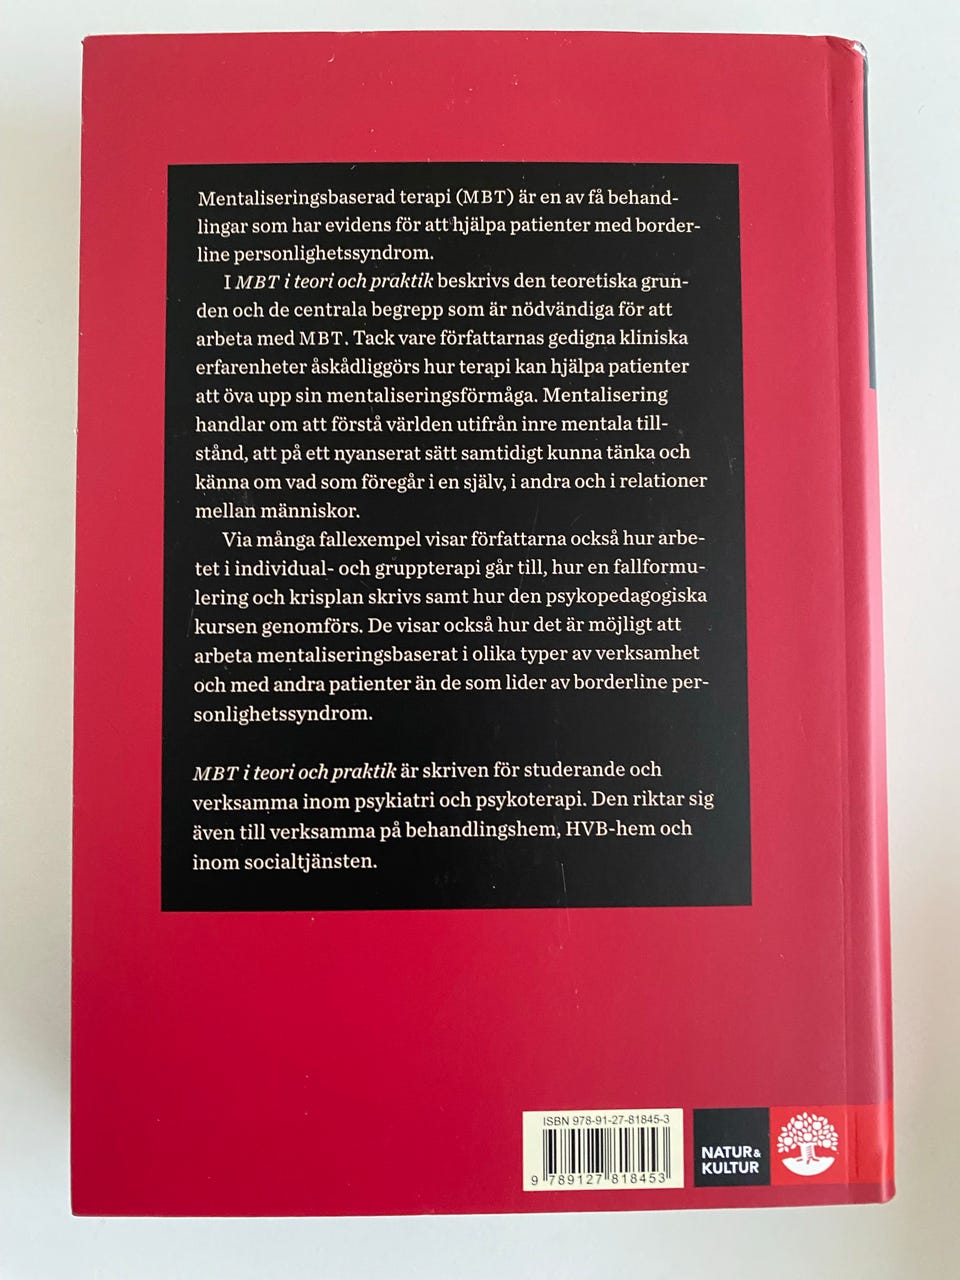 Mentaliseringsbaserad terapi (MBT) är en av få behand-
lingar som har evidens för att hjälpa patienter med border-
line personlighetssyndrom.
I MBT i teori och praktik beskrivs den teoretiska grun-
den och de centrala begrepp som är nödvändiga för att
arbeta med MBT. Tack vare författarnas gedigna kliniska
erfarenheter åskådliggörs hur terapi kan hjälpa patienter
att öva upp sin mentaliseringsförmåga. Mentalisering
handlar om att förstå världen utifrån inre mentala till-
stånd, att på ett nyanserat sätt samtidigt kunna tänka och
känna om vad som föregår i en själv, i andra och i relationer
mellan människor.
Via många fallexempel visar författarna också hur arbe-
tet i individual- och gruppterapi går till, hur en fallformu-
lering och krisplan skrivs samt hur den psykopedagogiska
kursen genomförs. De visar också hur det är möjligt att
arbeta mentaliseringsbaserat i olika typer av verksamhet
och med andra patienter än de som lider av borderline per-
sonlighetssyndrom.
MBT i teori och praktik är skriven för studerande och
verksamma inom psykiatri och psykoterapi. Den riktar sig
även till verksamma på behandlingshem, HVB-hem och
inom socialtjänsten.
ISBN 978-91-27-81845-3
9 789127 818453
NATUR &
KULTUR